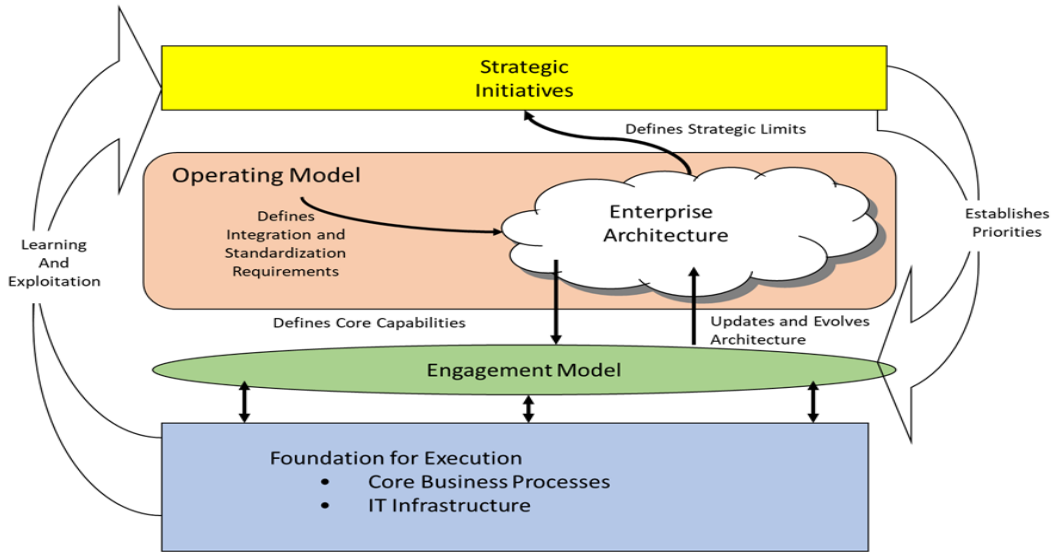 Strategic
Initiatives
Defines Strategic Limits
Operating Model
Enterprise
Architecture
Defines
Integration and
Standardization
Requirements
Learning
And
Exploitation
Establishes
Priorities
Defines Core Capabilities
Updates and Evolves
Architecture
Engagement Model
Foundation for Execution
• Core Business Processes
• IT Infrastructure